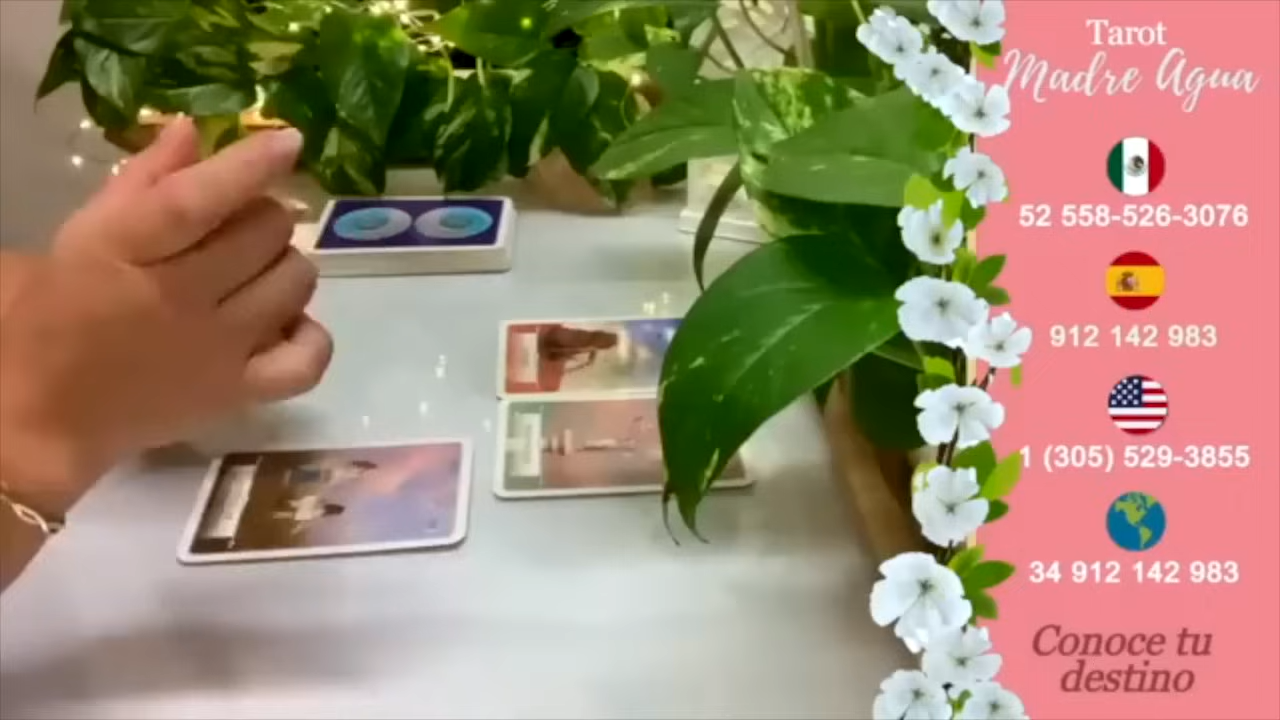 Tarot
Madre Agua
52 558-526-3076
912 142 983
1 (305) 529-3855
34 912 142 983
Conoce tu
destino